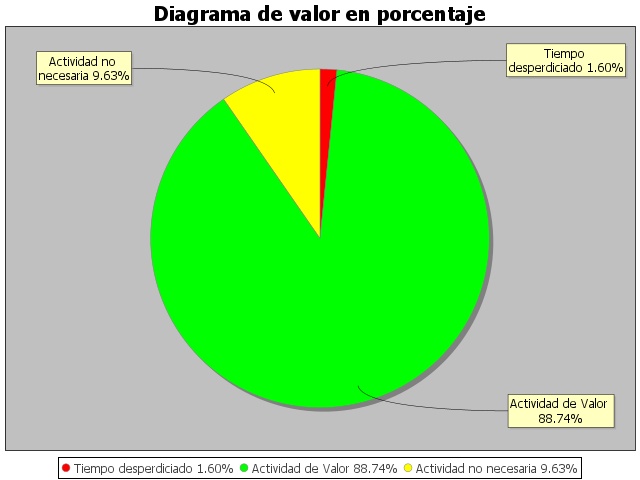 Diagrama de valor en porcentaje
Actividad no
necesaria 9.63%
Tiempo
desperdiciado 1.60%
Actividad de Valor
88.74%
Tiempo desperdiciado 1.60% Actividad de Valor 88.74% Actividad no necesaria 9.63%